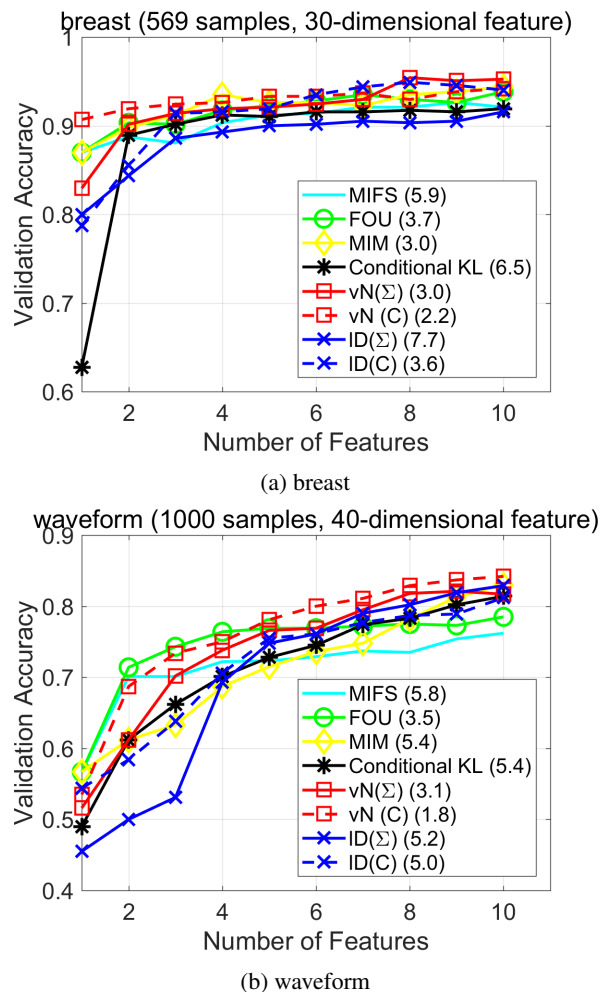 breast (569 samples, 30-dimensional feature)
1
0.9
0.8
0.7
0.6
Validation Accuracy
MIFS (5.9)
FOU (3.7)
MIM (3.0)
Conditional KL (6.5)
vN(Σ) (3.0)
vN (C) (2.2)
lD(Σ) (7.7)
lD(C) (3.6)
2 4 6 8 10
Number of Features
(a) breast
waveform (1000 samples, 40-dimensional feature)
0.9
0.8
0.7
0.6
0.5
0.4
Validation Accuracy
MIFS (5.8)
FOU (3.5)
MIM (5.4)
Conditional KL (5.4)
vN(Σ) (3.1)
vN (C) (1.8)
lD(Σ) (5.2)
lD(C) (5.0)
2 4 6 8 10
Number of Features
(b) waveform